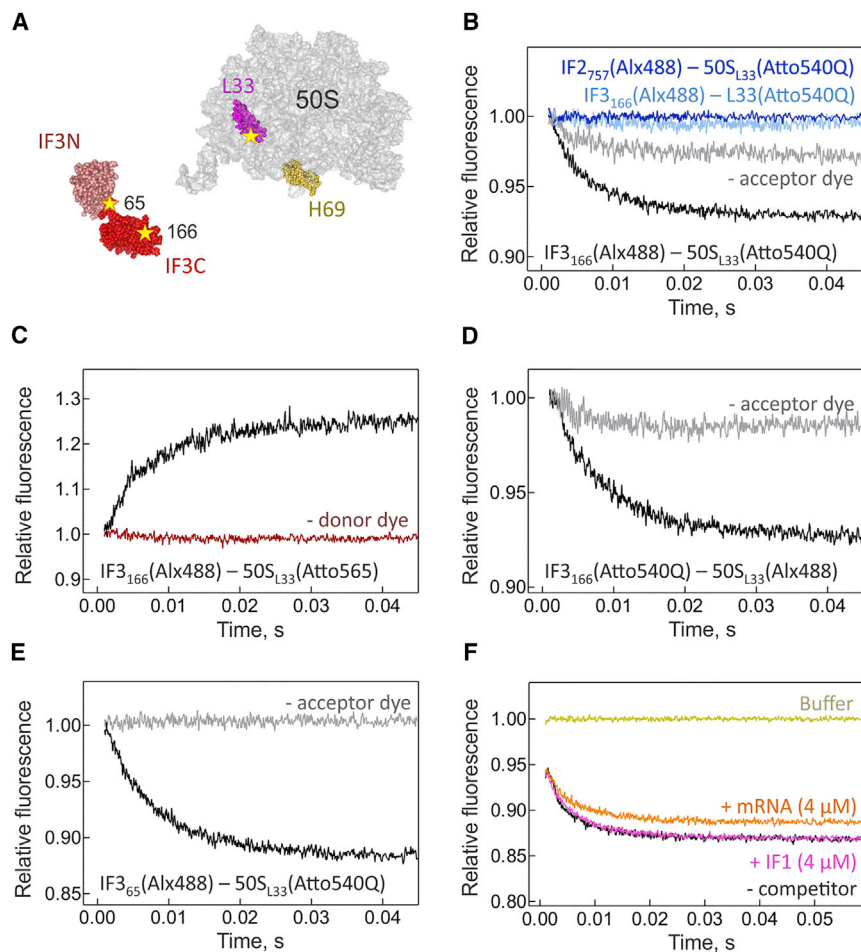 A
L33
50S
IF3N
65
166
H69
IF3C
B
IF2757(Alx488) – 50SL33(Atto540Q)
IF3166(Alx488) – L33(Atto540Q)
- acceptor dye
IF3166(Alx488) – 50SL33(Atto540Q)
Relative fluorescence
1.00
0.95
0.90
0.00 0.01 0.02 0.03 0.04
Time, s
C
Relative fluorescence
1.3
1.2
1.1
1.0
0.9
- donor dye
IF3166(Alx488) – 50SL33(Atto565)
0.00 0.01 0.02 0.03 0.04
Time, s
D
Relative fluorescence
1.00
0.95
0.90
- acceptor dye
IF3166(Atto540Q) – 50SL33(Alx488)
0.00 0.01 0.02 0.03 0.04
Time, s
E
Relative fluorescence
1.00
0.95
0.90
0.85
- acceptor dye
IF365(Alx488) – 50SL33(Atto540Q)
0.00 0.01 0.02 0.03 0.04
Time, s
F
Relative fluorescence
1.00
0.95
0.90
0.85
Buffer
+ mRNA (4 µM)
+ IF1 (4 µM)
- competitor
0.00 0.01 0.02 0.03 0.04 0.05
Time, s